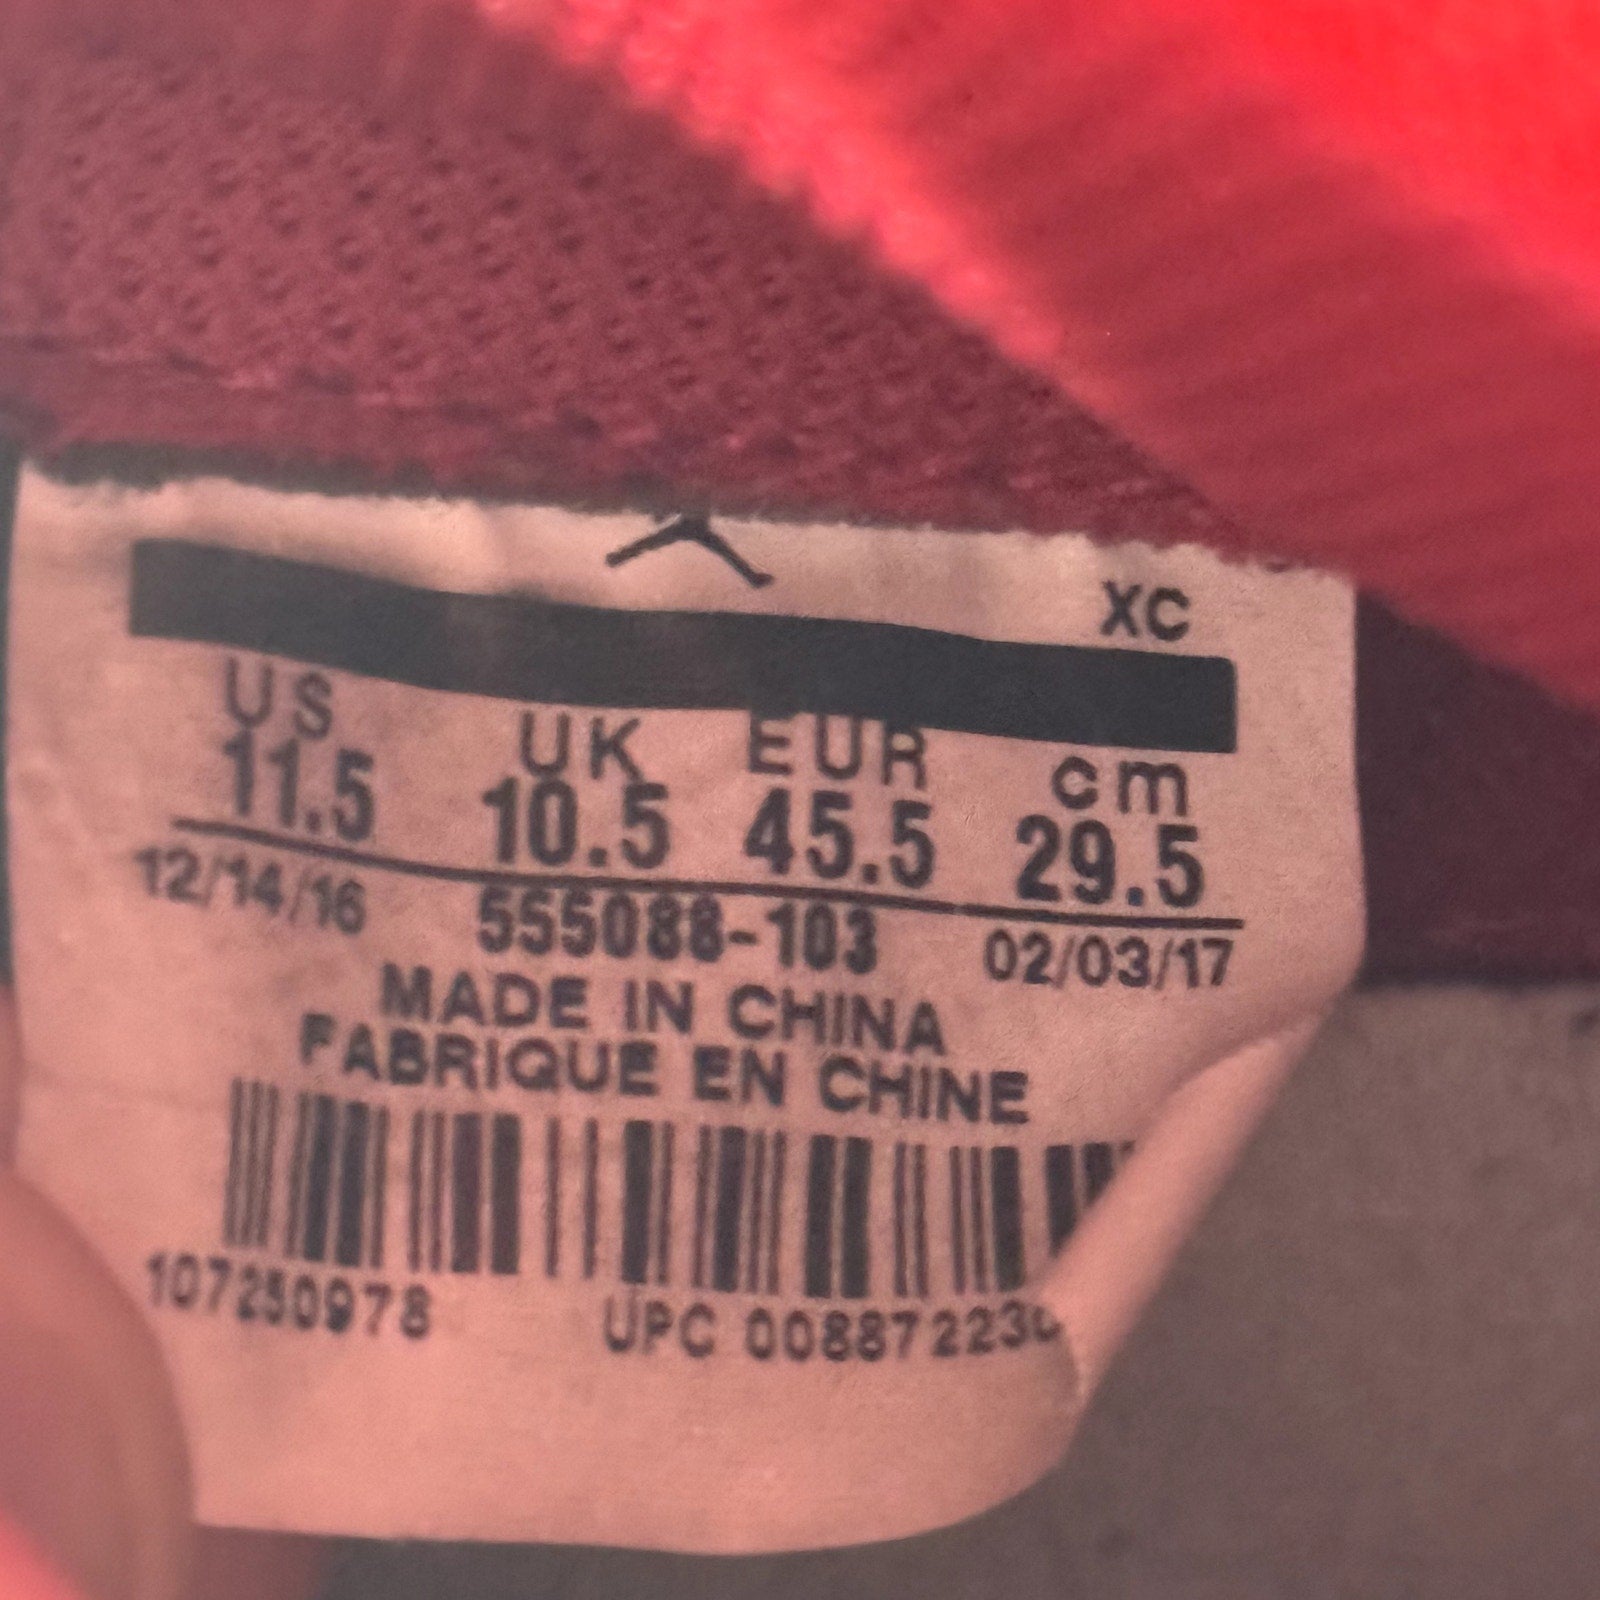 XC
US UK EUR cm
11.5 10.5 45.5 29.5
12/14/16 555088-103 02/03/17
MADE IN CHINA
FABRIQUE EN CHINE
107250978 UPC 00887223